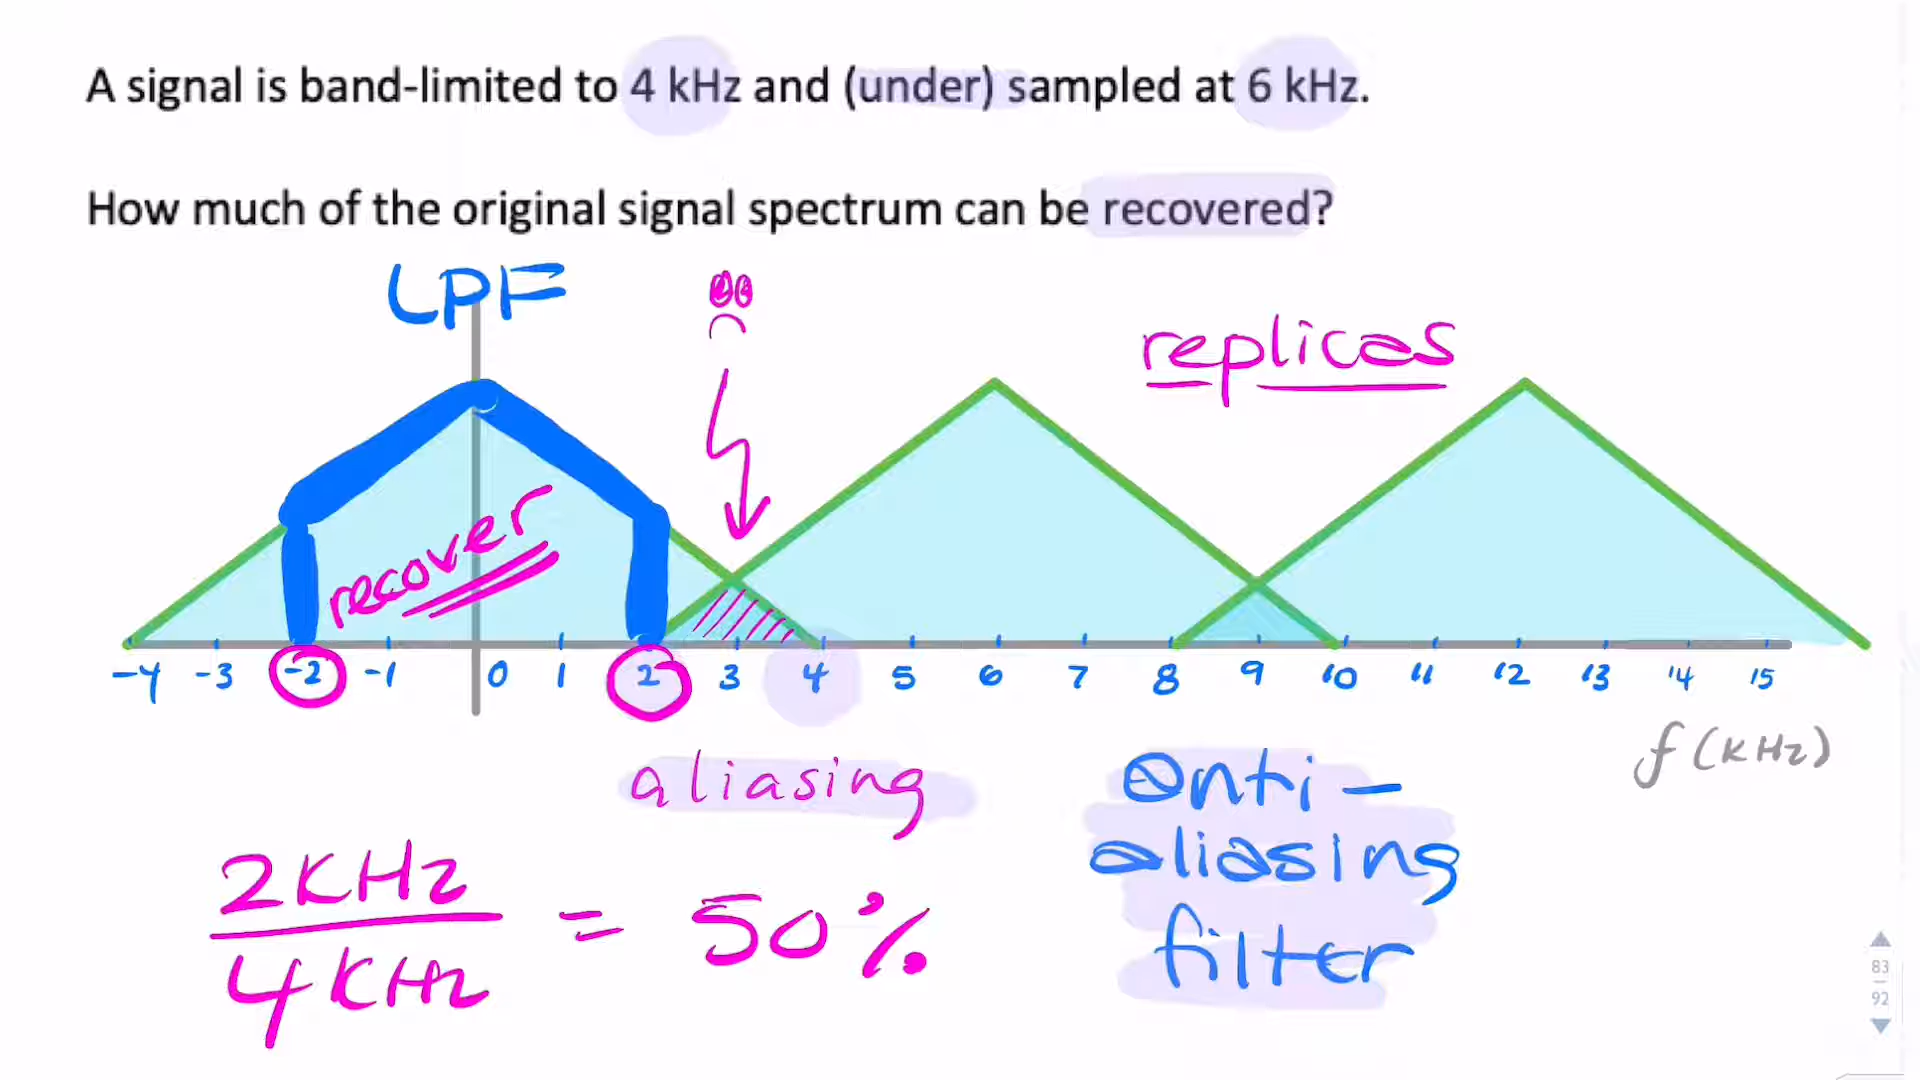 A signal is band-limited to 4 kHz and (under) sampled at 6 kHz.
How much of the original signal spectrum can be recovered?
LPF
replicas
recover
-4 -3 -2 -1 0 1 2 3 4 5 6 7 8 9 10 11 12 13 14 15
f (kHz)
aliasing
anti-
aliasing
filter
2kHz
4kHz
= 50%
83
92